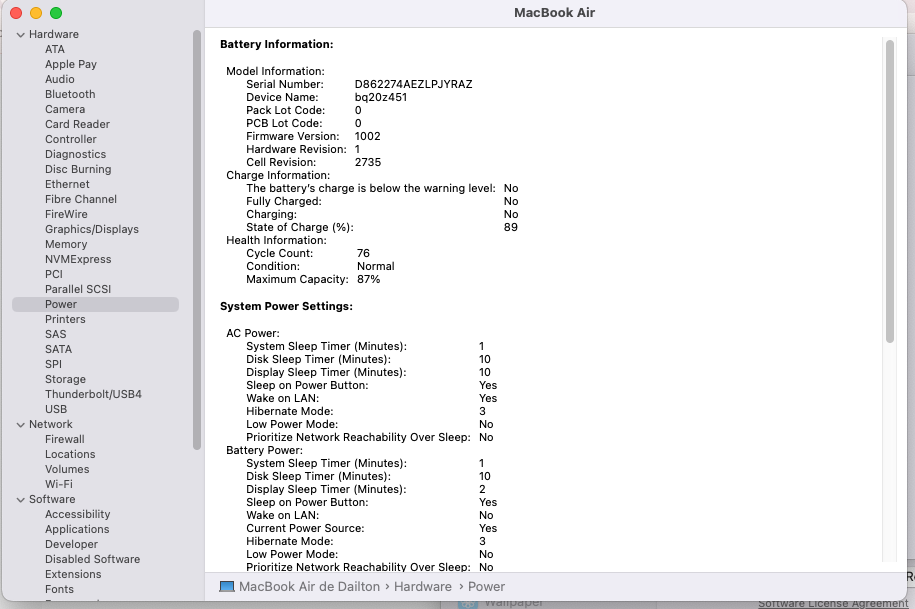 MacBook Air
Hardware
ATA
Apple Pay
Audio
Bluetooth
Camera
Card Reader
Controller
Diagnostics
Disc Burning
Ethernet
Fibre Channel
FireWire
Graphics/Displays
Memory
NVMExpress
PCI
Parallel SCSI
Power
Printers
SAS
SATA
SPI
Storage
Thunderbolt/USB4
USB
Network
Firewall
Locations
Volumes
Wi-Fi
Software
Accessibility
Applications
Developer
Disabled Software
Extensions
Fonts
Battery Information:
Model Information:
Serial Number: D862274AEZLPJYRAZ
Device Name: bq20z451
Pack Lot Code: 0
PCB Lot Code: 0
Firmware Version: 1002
Hardware Revision: 1
Cell Revision: 2735
Charge Information:
The battery's charge is below the warning level: No
Fully Charged: No
Charging: No
State of Charge (%): 89
Health Information:
Cycle Count: 76
Condition: Normal
Maximum Capacity: 87%
System Power Settings:
AC Power:
System Sleep Timer (Minutes): 1
Disk Sleep Timer (Minutes): 10
Display Sleep Timer (Minutes): 10
Sleep on Power Button: Yes
Wake on LAN: Yes
Hibernate Mode: 3
Low Power Mode: No
Prioritize Network Reachability Over Sleep: No
Battery Power:
System Sleep Timer (Minutes): 1
Disk Sleep Timer (Minutes): 10
Display Sleep Timer (Minutes): 2
Sleep on Power Button: Yes
Wake on LAN: No
Current Power Source: Yes
Hibernate Mode: 3
Low Power Mode: No
Prioritize Network Reachability Over Sleep: No
MacBook Air de Dailton › Hardware › Power
Wallpaper
Software License Agreement